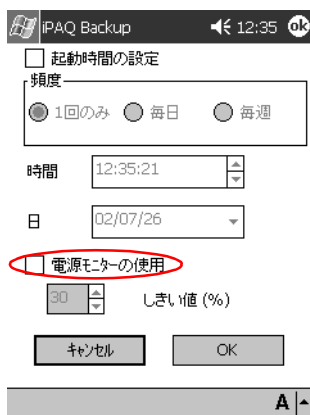 iPAQ Backup 12:35 ok
起動時間の設定
頻度
1回のみ 毎日 毎週
時間 12:35:21
日 02/07/26
電源モニターの使用
30 しきい値 (%)
キャンセル OK
A